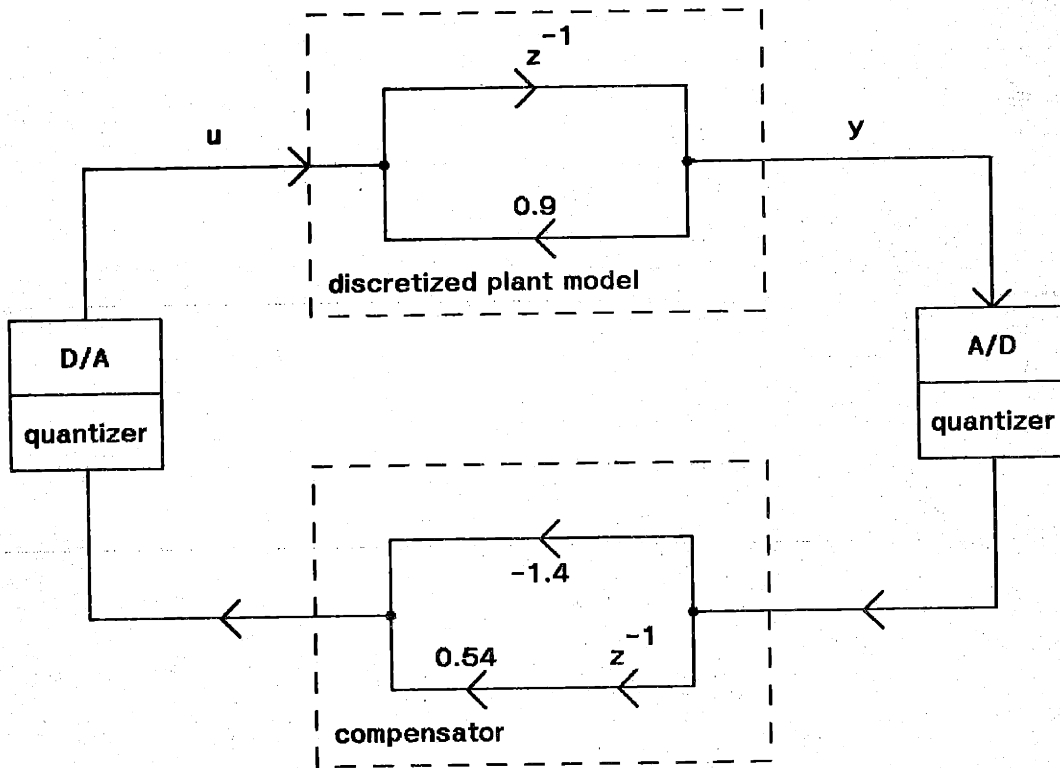 z^-1
u
y
0.9
discretized plant model
D/A
quantizer
A/D
quantizer
-1.4
0.54
z^-1
compensator